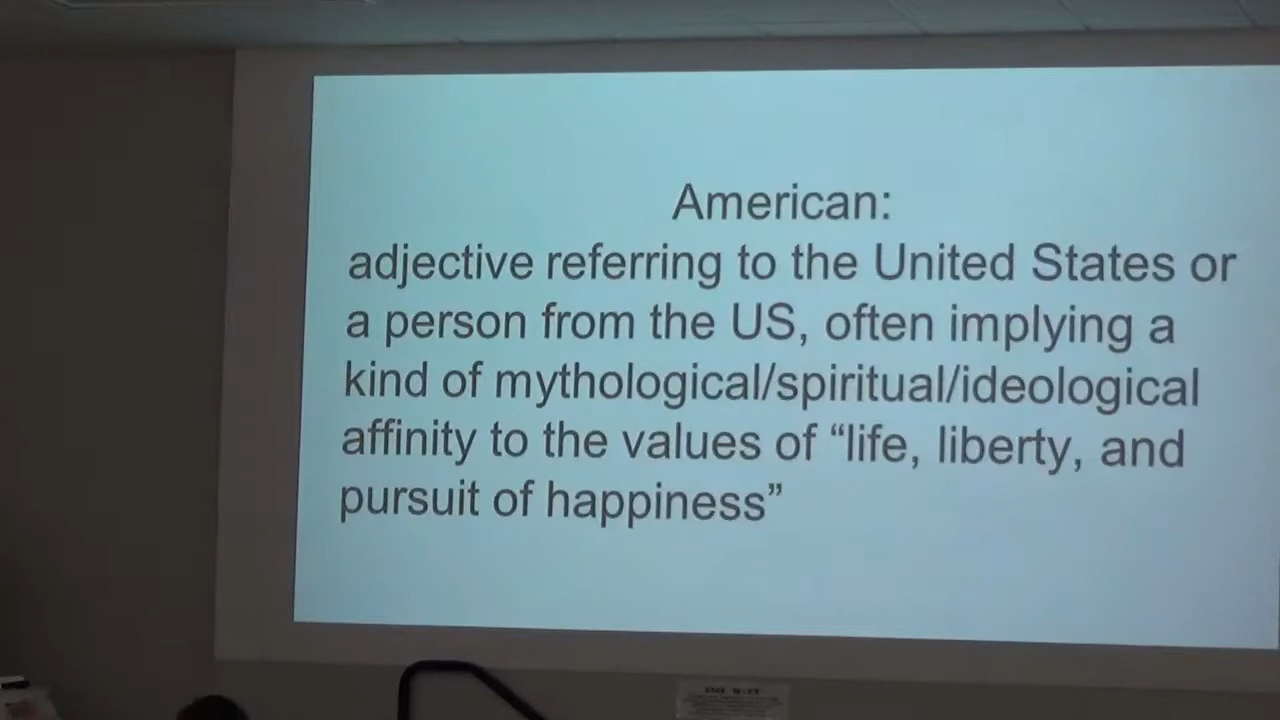 American:
adjective referring to the United States or
a person from the US, often implying a
kind of mythological/spiritual/ideological
affinity to the values of “life, liberty, and
pursuit of happiness”